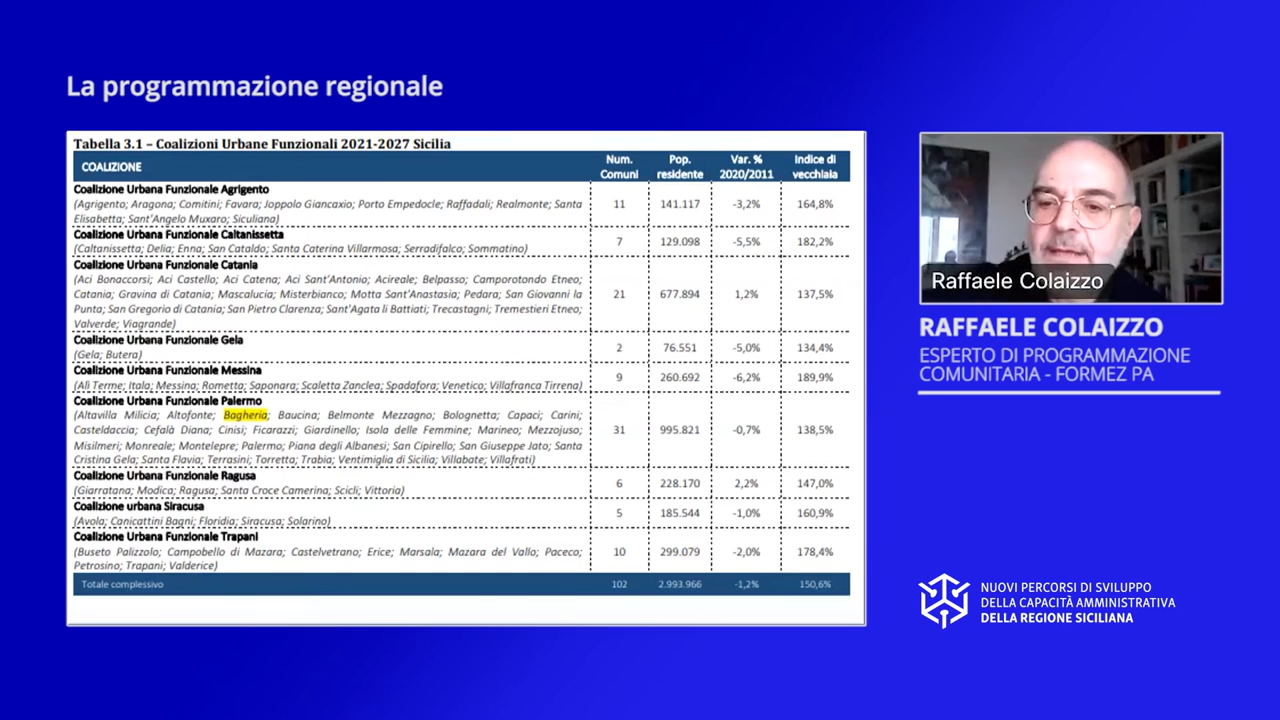 La programmazione regionale
Tabella 3.1 – Coalizioni Urbane Funzionali 2021-2027 Sicilia
COALIZIONE
Num. Comuni
Pop. residente
Var. % 2020/2011
Indice di vecchiaia
Coalizione Urbana Funzionale Agrigento
(Agrigento; Aragona; Comitini; Favara; Joppolo Giancaxio; Porto Empedocle; Raffadali; Realmonte; Santa
Elisabetta; Sant'Angelo Muxaro; Siculiana)
11 141.117 -3,2% 164,8%
Coalizione Urbana Funzionale Caltanissetta
(Caltanissetta; Delia; Enna; San Cataldo; Santa Caterina Villarmosa; Serradifalco; Sommatino)
7 129.098 -5,5% 182,2%
Coalizione Urbana Funzionale Catania
(Aci Bonaccorsi; Aci Castello; Aci Catena; Aci Sant'Antonio; Acireale; Belpasso; Camporotondo Etneo;
Catania; Gravina di Catania; Mascalucia; Misterbianco; Motta Sant'Anastasia; Pedara; San Giovanni la
Punta; San Gregorio di Catania; San Pietro Clarenza; Sant'Agata li Battiati; Trecastagni; Tremestieri Etneo;
Valverde; Viagrande)
21 677.894 1,2% 137,5%
Coalizione Urbana Funzionale Gela
(Gela; Butera)
2 76.551 -5,0% 134,4%
Coalizione Urbana Funzionale Messina
(Alì Terme; Itala; Messina; Rometta; Saponara; Scaletta Zanclea; Spadafora; Venetico; Villafranca Tirrena)
9 260.692 -6,2% 189,9%
Coalizione Urbana Funzionale Palermo
(Altavilla Milicia; Altofonte; Bagheria; Baucina; Belmonte Mezzagno; Bolognetta; Capaci; Carini;
Casteldaccia; Cefalà Diana; Cinisi; Ficarazzi; Giardinello; Isola delle Femmine; Marineo; Mezzojuso;
Misilmeri; Monreale; Montelepre; Palermo; Piana degli Albanesi; San Cipirello; San Giuseppe Jato; Santa
Cristina Gela; Santa Flavia; Terrasini; Torretta; Trabia; Ventimiglia di Sicilia; Villabate; Villafrati)
31 995.821 -0,7% 138,5%
Coalizione Urbana Funzionale Ragusa
(Giarratana; Modica; Ragusa; Santa Croce Camerina; Scicli; Vittoria)
6 228.170 2,2% 147,0%
Coalizione urbana Siracusa
(Avola; Canicattini Bagni; Floridia; Siracusa; Solarino)
5 185.544 -1,0% 160,9%
Coalizione Urbana Funzionale Trapani
(Buseto Palizzolo; Campobello di Mazara; Castelvetrano; Erice; Marsala; Mazara del Vallo; Paceco;
Petrosino; Trapani; Valderice)
10 299.079 -2,0% 178,4%
Totale complessivo 102 2.993.966 -1,2% 150,6%
Raffaele Colaizzo
RAFFAELE COLAIZZO
ESPERTO DI PROGRAMMAZIONE
COMUNITARIA - FORMEZ PA
NUOVI PERCORSI DI SVILUPPO
DELLA CAPACITÀ AMMINISTRATIVA
DELLA REGIONE SICILIANA